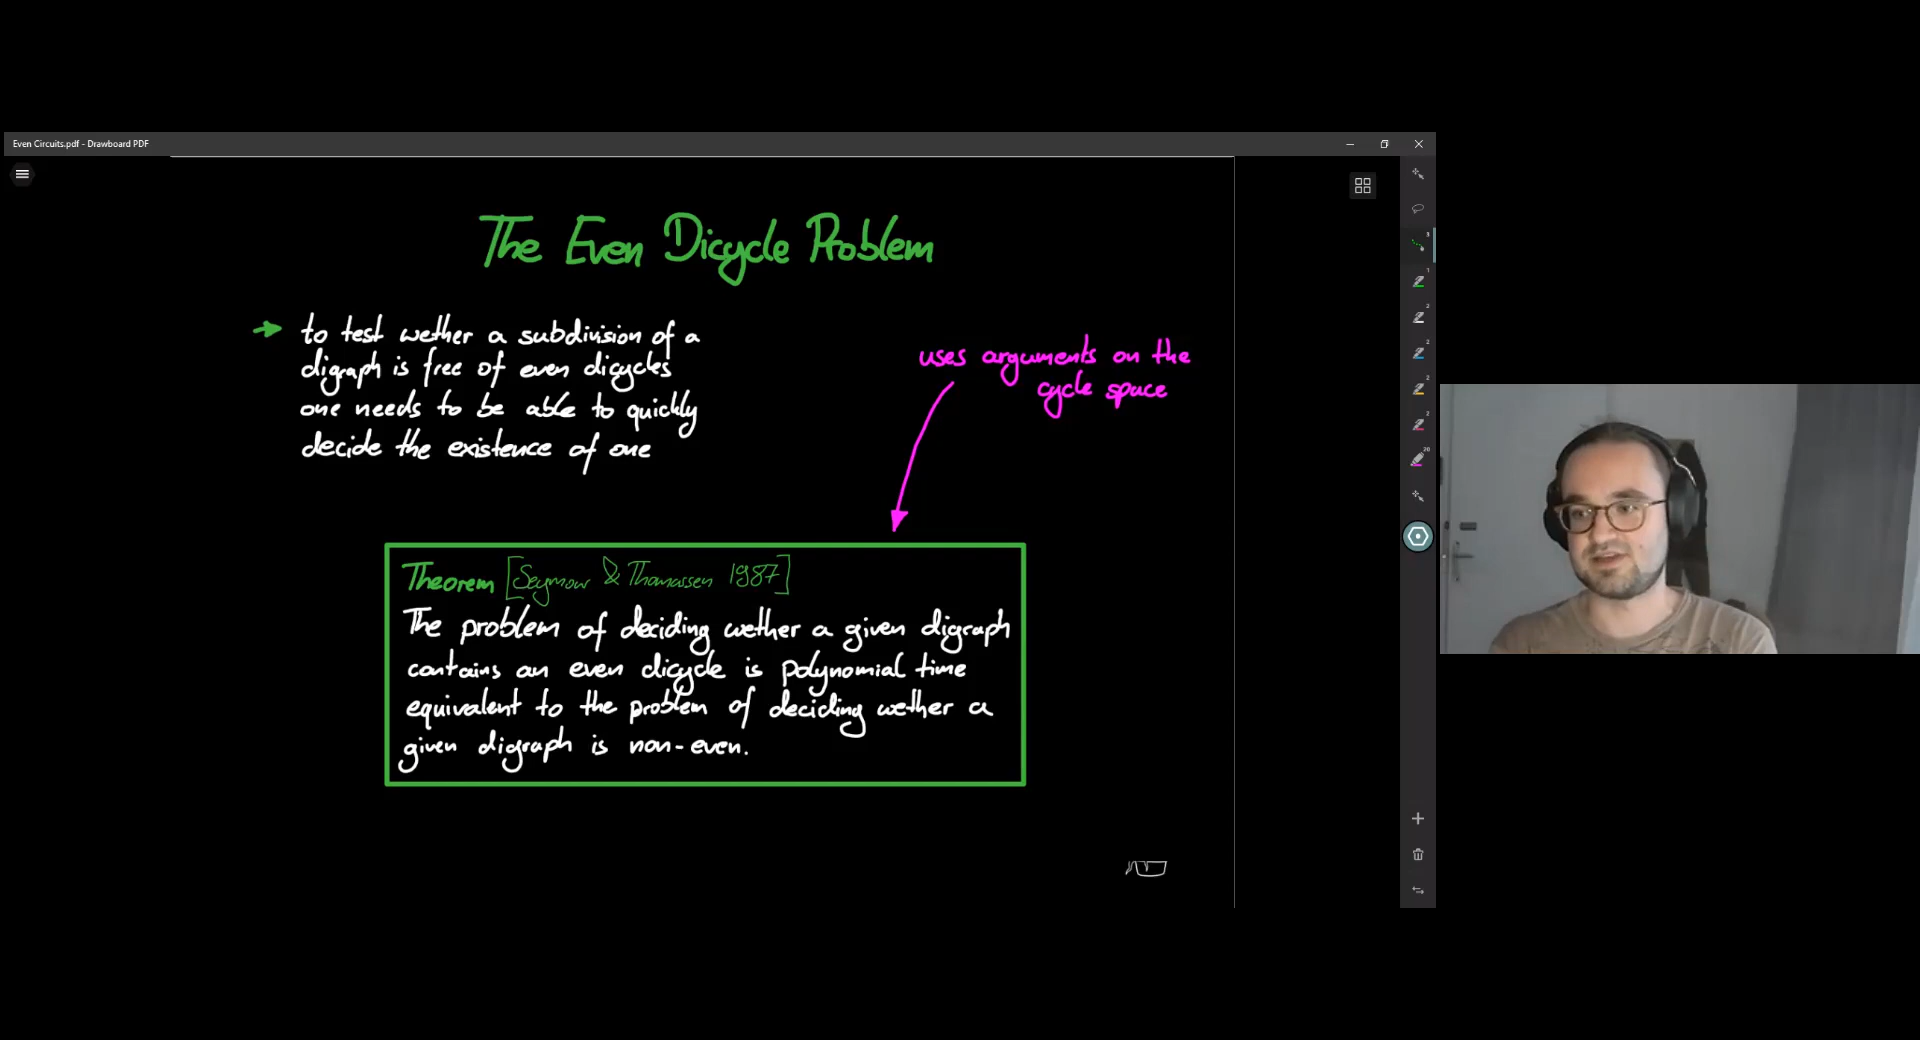 Even Circuits.pdf - Drawboard PDF
The Even Dicycle Problem
to test wether a subdivision of a
digraph is free of even dicycles
one needs to be able to quickly
decide the existence of one
uses arguments on the
cycle space
Theorem [Seymour & Thomassen 1987]
The problem of deciding wether a given digraph
contains an even dicycle is polynomial time
equivalent to the problem of deciding wether a
given digraph is non-even.